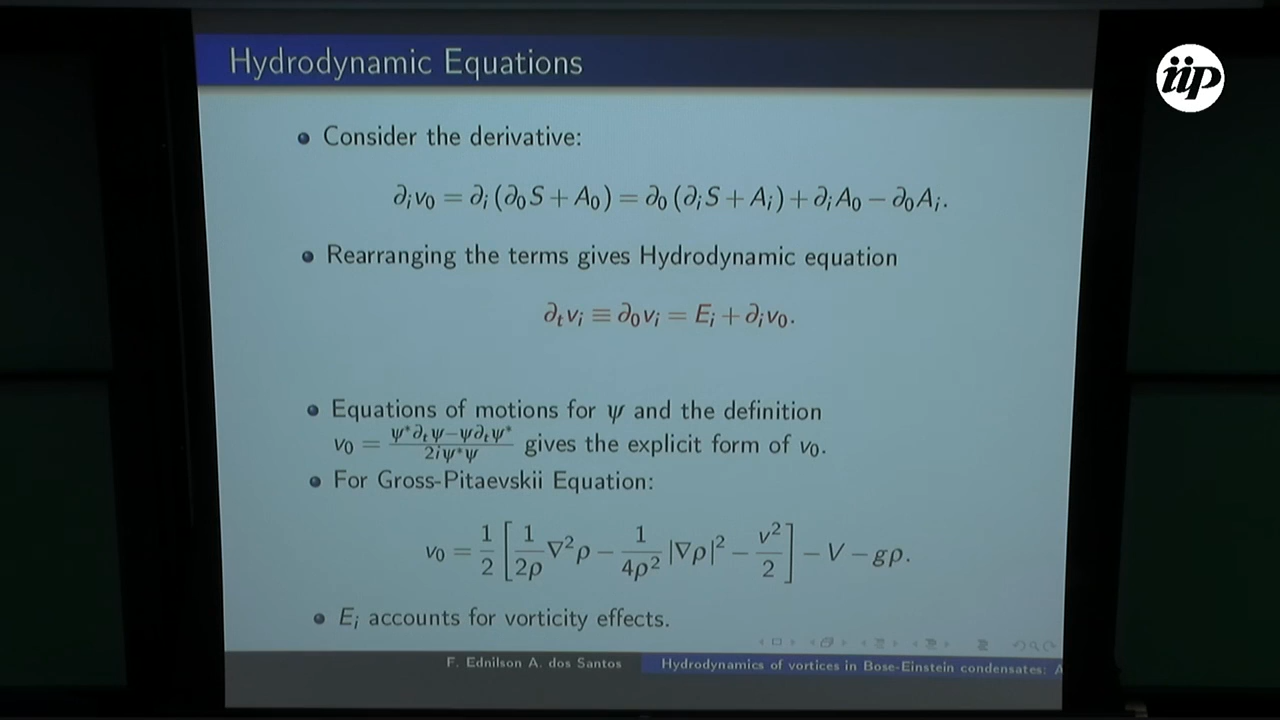 Hydrodynamic Equations
iip
Consider the derivative:
∂ᵢv₀ = ∂ᵢ (∂₀S + A₀) = ∂₀ (∂ᵢS + Aᵢ) + ∂ᵢA₀ − ∂₀Aᵢ.
Rearranging the terms gives Hydrodynamic equation
∂ₜvᵢ ≡ ∂₀vᵢ = Eᵢ + ∂ᵢv₀.
Equations of motions for ψ and the definition
v₀ = (ψ*∂ₜψ−ψ∂ₜψ*)/(2iψ*ψ) gives the explicit form of v₀.
For Gross-Pitaevskii Equation:
v₀ = 1/2 [ 1/(2ρ) ∇²ρ − 1/(4ρ²) |∇ρ|² − v²/2 ] − V − gρ.
Eᵢ accounts for vorticity effects.
F. Ednilson A. dos Santos
Hydrodynamics of vortices in Bose-Einstein condensates: A